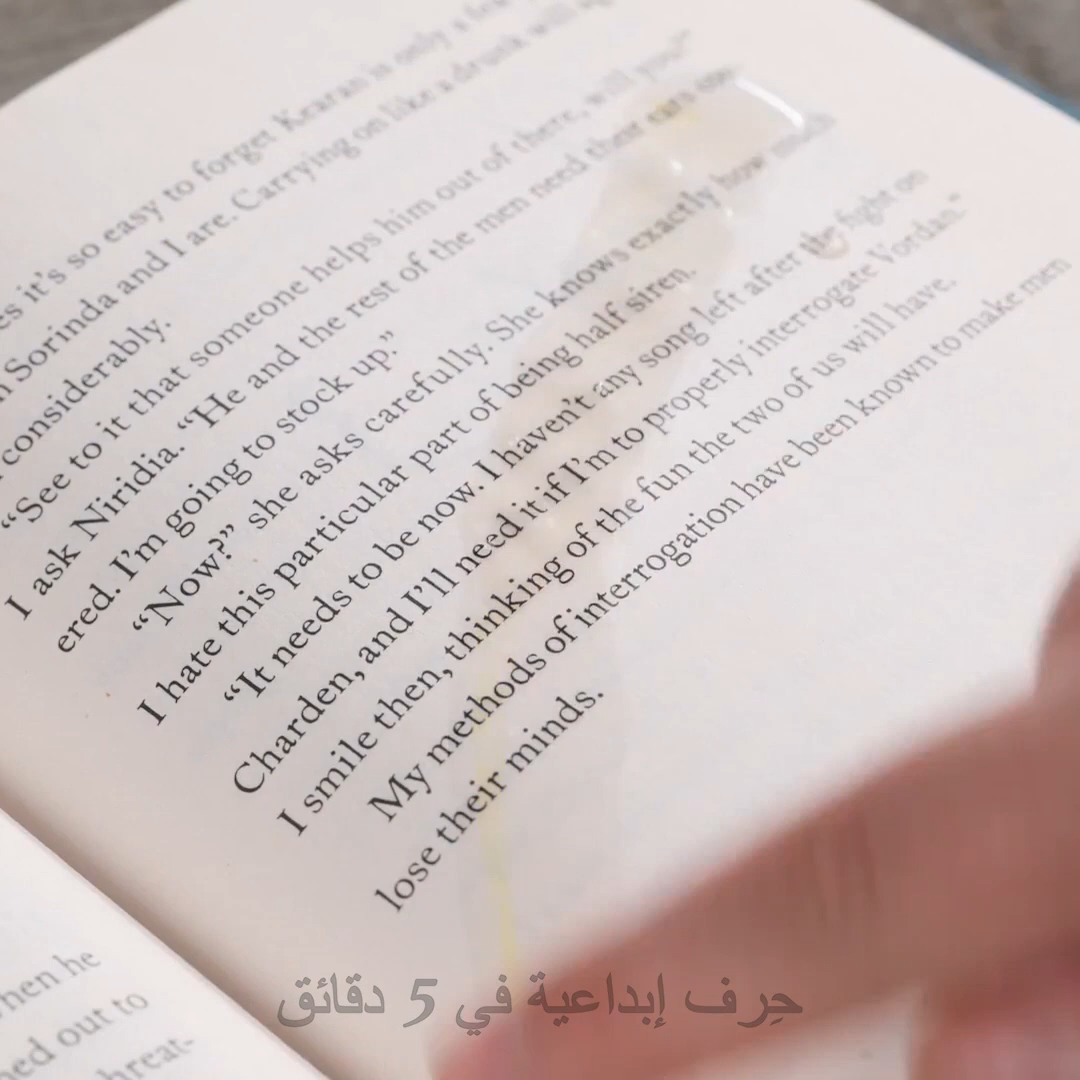 es it's so easy to forget Kearan is only a few
n Sorinda and I are. Carrying on like a drunk will
considerably.
“See to it that someone helps him out of there, will you?”
I ask Niridia. “He and the rest of the men need their ears
ered. I'm going to stock up.”
“Now?” she asks carefully. She knows exactly how much
I hate this particular part of being half siren.
“It needs to be now. I haven't any song left after the fight on
Charden, and I'll need it if I'm to properly interrogate Vordan.”
I smile then, thinking of the fun the two of us will have.
My methods of interrogation have been known to make men
lose their minds.
when he
ned out to
hreat-
حِرف إبداعية في 5 دقائق